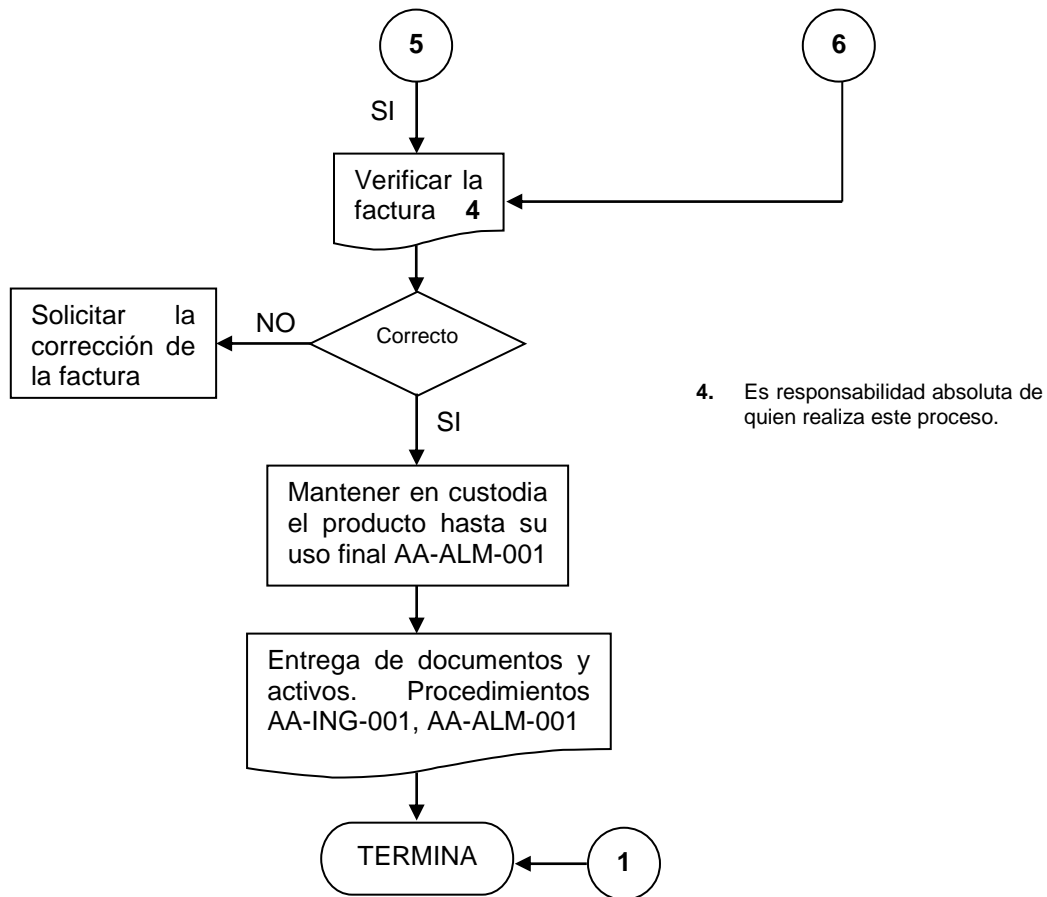 5
6
SI
Verificar la
factura 4
Solicitar la
corrección de
la factura
NO
Correcto
4. Es responsabilidad absoluta de
quien realiza este proceso.
SI
Mantener en custodia
el producto hasta su
uso final AA-ALM-001
Entrega de documentos y
activos. Procedimientos
AA-ING-001, AA-ALM-001
TERMINA
1